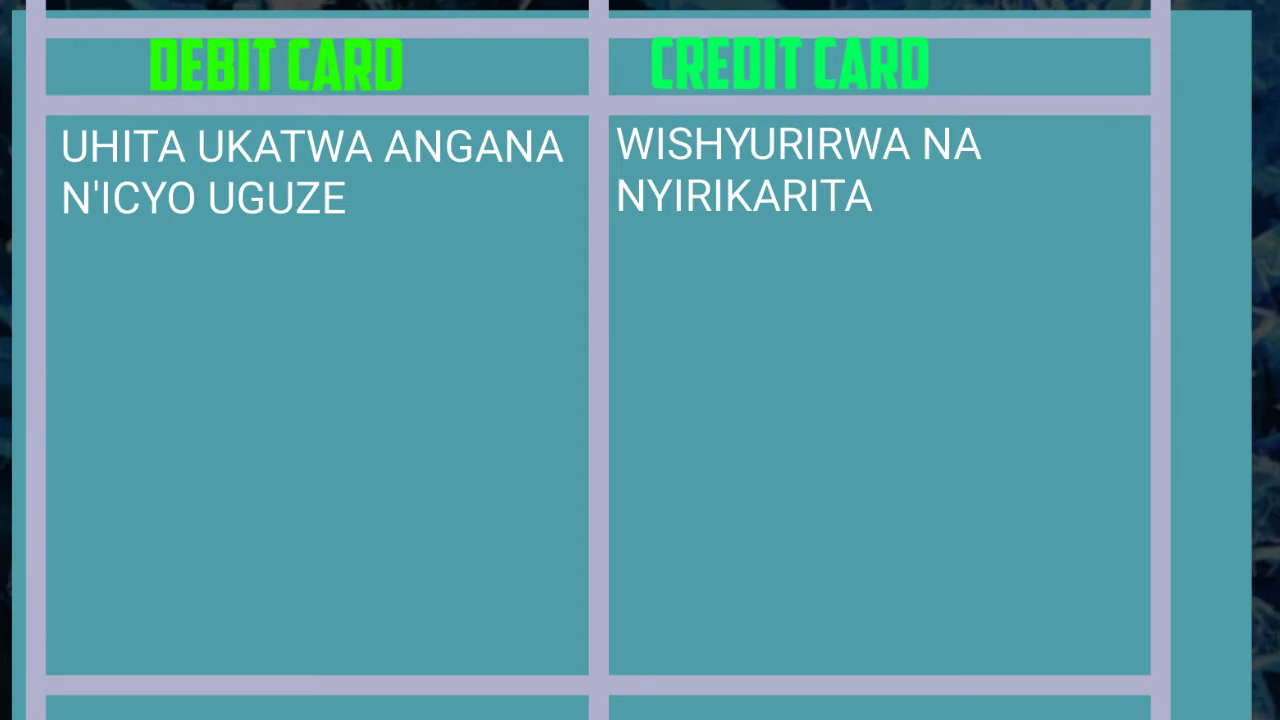 DEBIT CARD
CREDIT CARD
UHITA UKATWA ANGANA
N'ICYO UGUZE
WISHYURIRWA NA
NYIRIKARITA